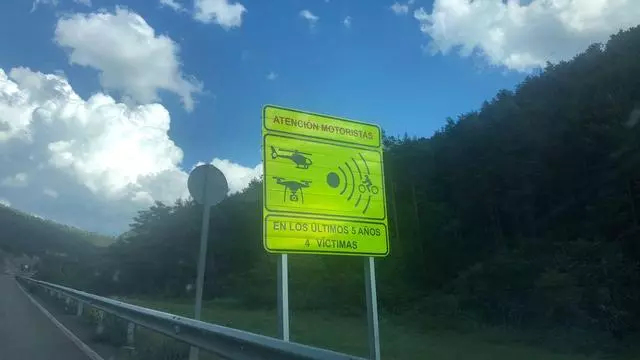 ATENCIÓN MOTORISTAS
EN LOS ÚLTIMOS 5 AÑOS
4 VÍCTIMAS